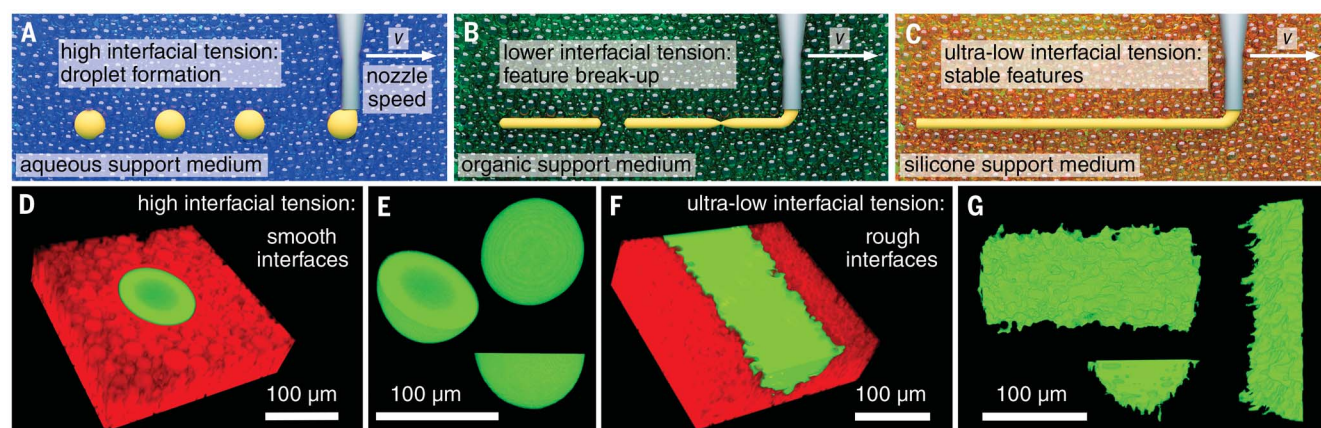 A
high interfacial tension:
droplet formation
v
nozzle
speed
aqueous support medium
B
lower interfacial tension:
feature break-up
v
organic support medium
C
ultra-low interfacial tension:
stable features
v
silicone support medium
D
high interfacial tension:
smooth
interfaces
100 µm
E
100 µm
F
ultra-low interfacial tension:
rough
interfaces
100 µm
G
100 µm